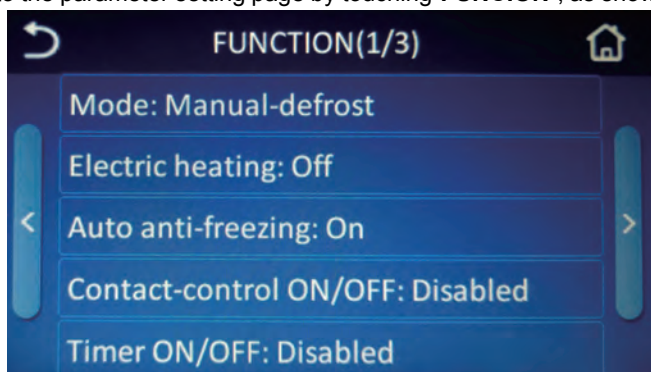 the parameter setting page by touching
FUNCTION(1/3)
Mode: Manual-defrost
Electric heating: Off
Auto anti-freezing: On
Contact-control ON/OFF: Disabled
Timer ON/OFF: Disabled